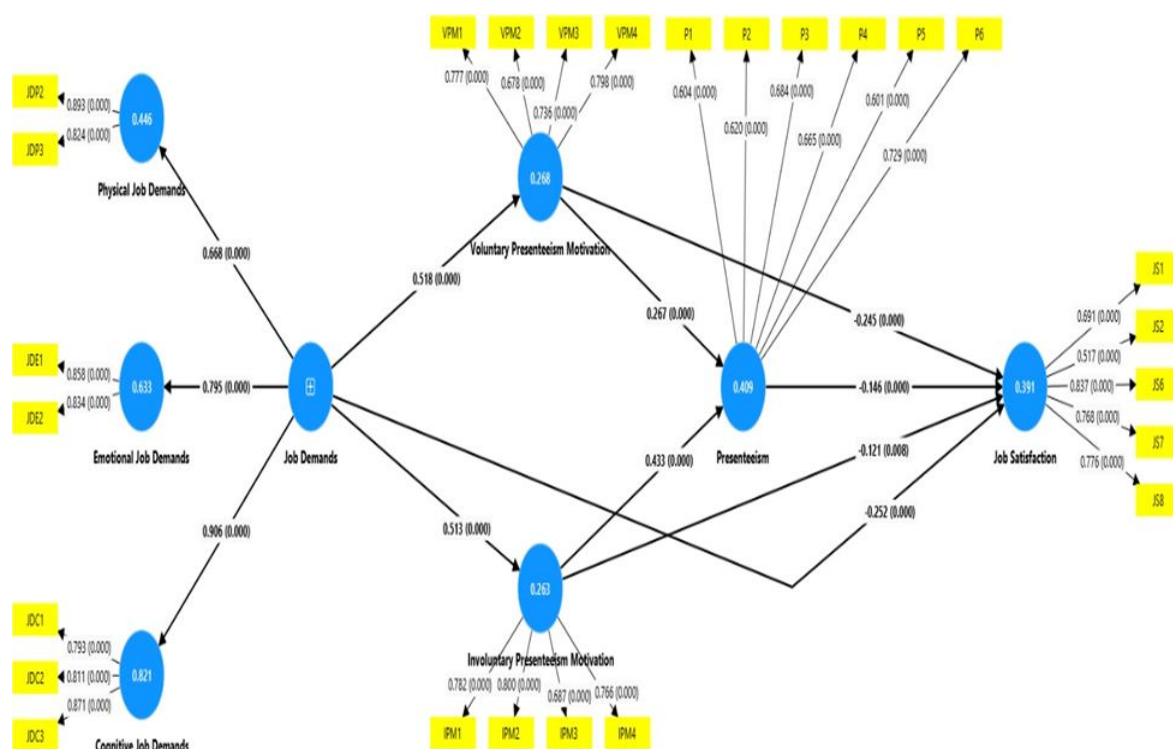 VPM1
VPM2
VPM3
VPM4
P1
P2
P3
P4
P5
P6
0.777 (0.000)
0.678 (0.000)
0.736 (0.000)
0.798 (0.000)
0.604 (0.000)
0.620 (0.000)
0.684 (0.000)
0.665 (0.000)
0.601 (0.000)
0.729 (0.000)
JDP2
JDP3
0.893 (0.000)
0.824 (0.000)
0.446
Physical Job Demands
0.268
Voluntary Presenteeism Motivation
0.668 (0.000)
0.518 (0.000)
0.267 (0.000)
-0.245 (0.000)
JDE1
JDE2
0.858 (0.000)
0.834 (0.000)
0.633
Emotional Job Demands
0.795 (0.000)
Job Demands
0.409
Presenteeism
-0.146 (0.000)
0.391
Job Satisfaction
JS1
JS2
JS6
JS7
JS8
0.691 (0.000)
0.517 (0.000)
0.837 (0.000)
0.768 (0.000)
0.776 (0.000)
0.906 (0.000)
0.513 (0.000)
0.433 (0.000)
-0.121 (0.008)
-0.252 (0.000)
JDC1
JDC2
JDC3
0.793 (0.000)
0.811 (0.000)
0.871 (0.000)
0.821
Cognitive Job Demands
0.263
Involuntary Presenteeism Motivation
0.782 (0.000)
0.800 (0.000)
0.687 (0.000)
0.766 (0.000)
IPM1
IPM2
IPM3
IPM4